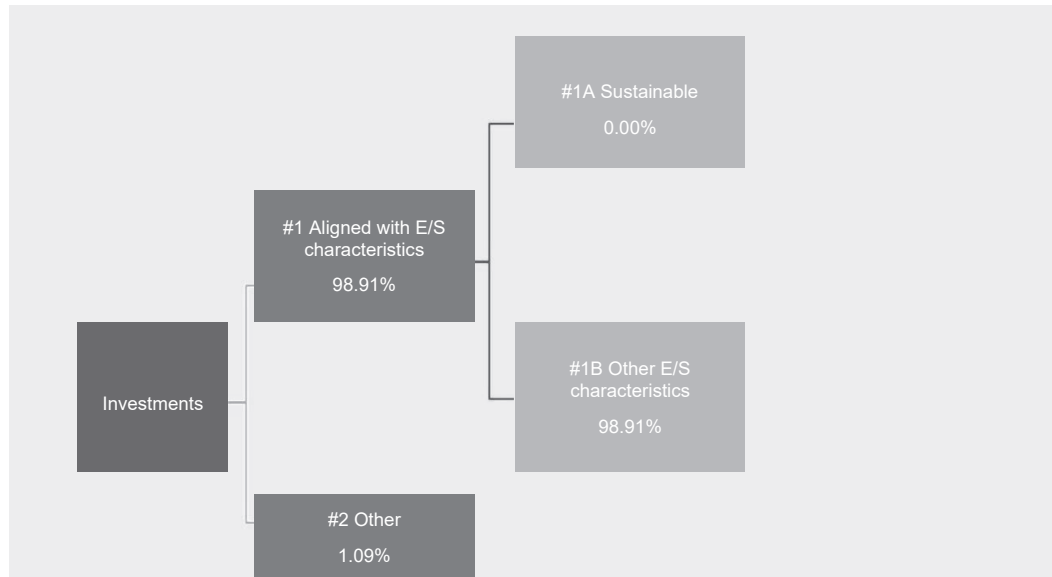 #1A Sustainable
0.00%
#1 Aligned with E/S
characteristics
98.91%
#1B Other E/S
characteristics
98.91%
Investments
#2 Other
1.09%